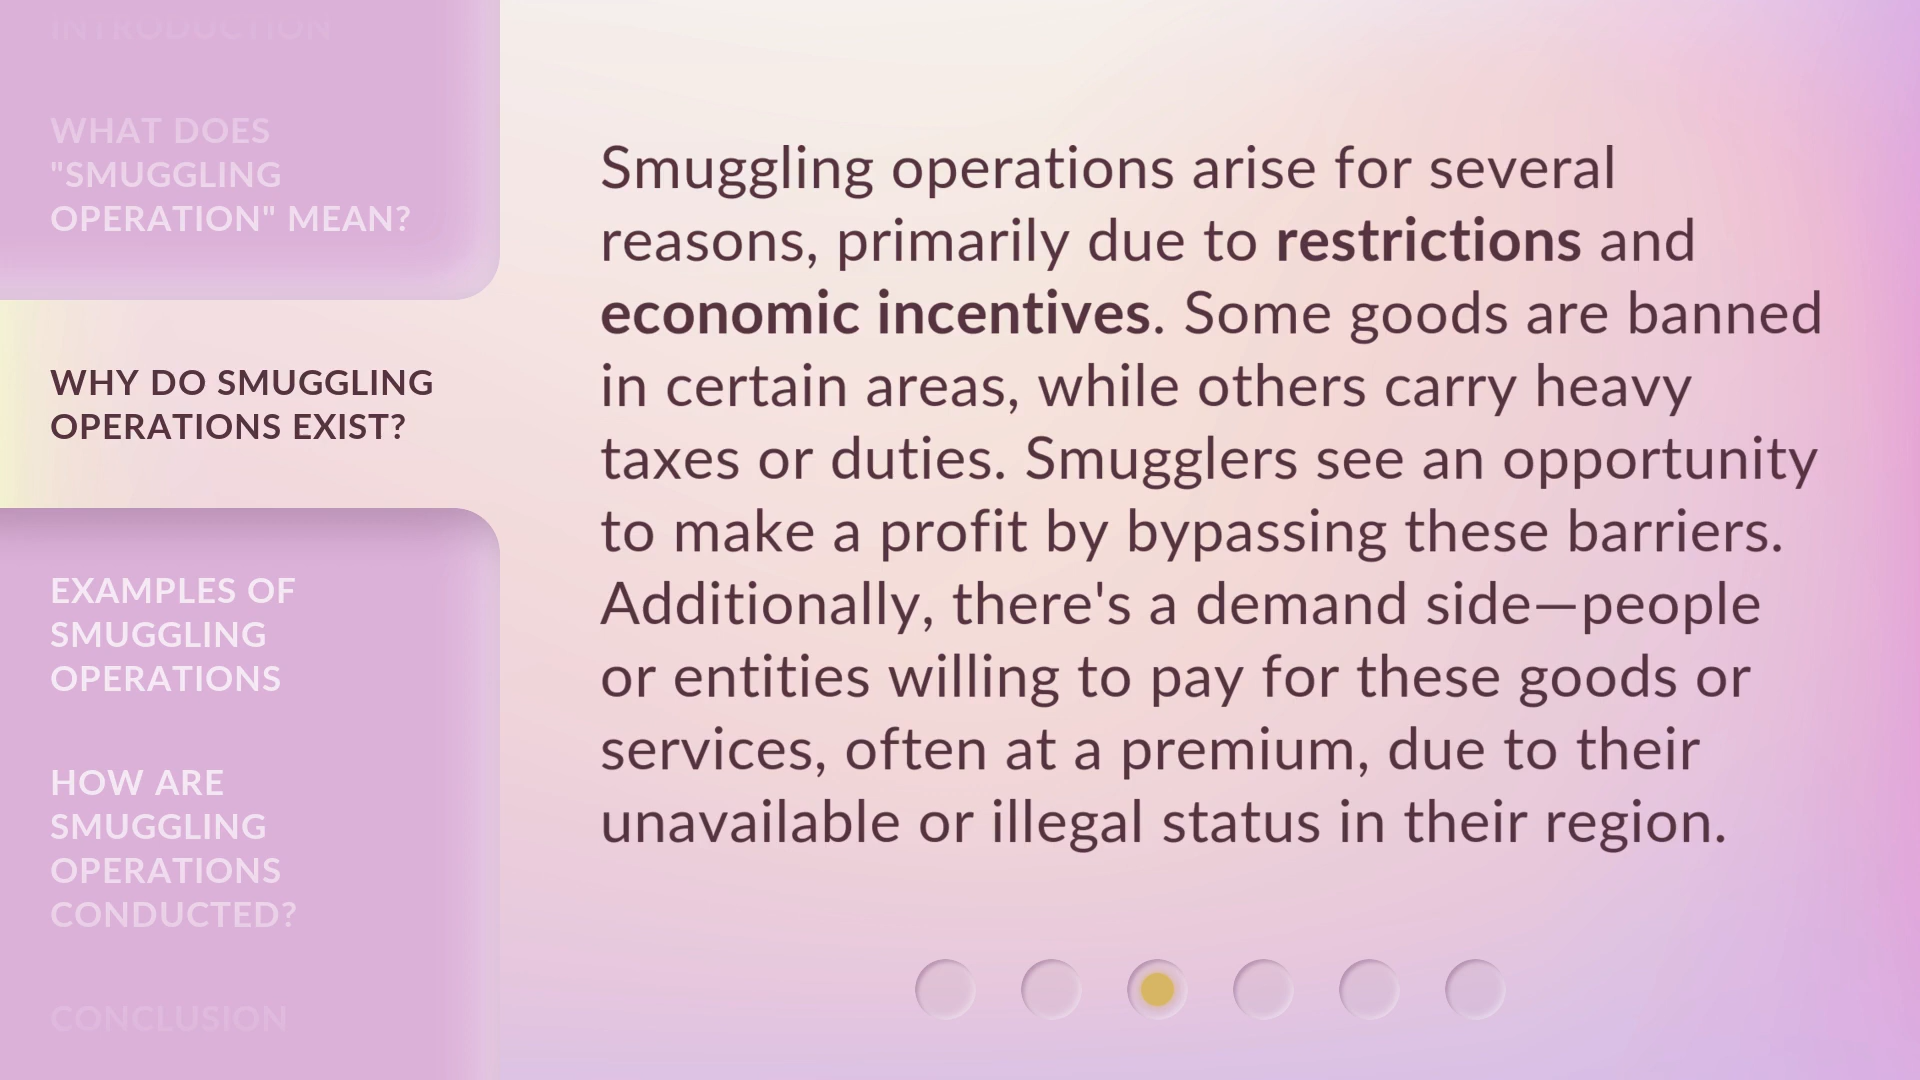 INTRODUCTION
WHAT DOES
"SMUGGLING
OPERATION" MEAN?
WHY DO SMUGGLING
OPERATIONS EXIST?
EXAMPLES OF
SMUGGLING
OPERATIONS
HOW ARE
SMUGGLING
OPERATIONS
CONDUCTED?
CONCLUSION
Smuggling operations arise for several
reasons, primarily due to restrictions and
economic incentives. Some goods are banned
in certain areas, while others carry heavy
taxes or duties. Smugglers see an opportunity
to make a profit by bypassing these barriers.
Additionally, there's a demand side—people
or entities willing to pay for these goods or
services, often at a premium, due to their
unavailable or illegal status in their region.